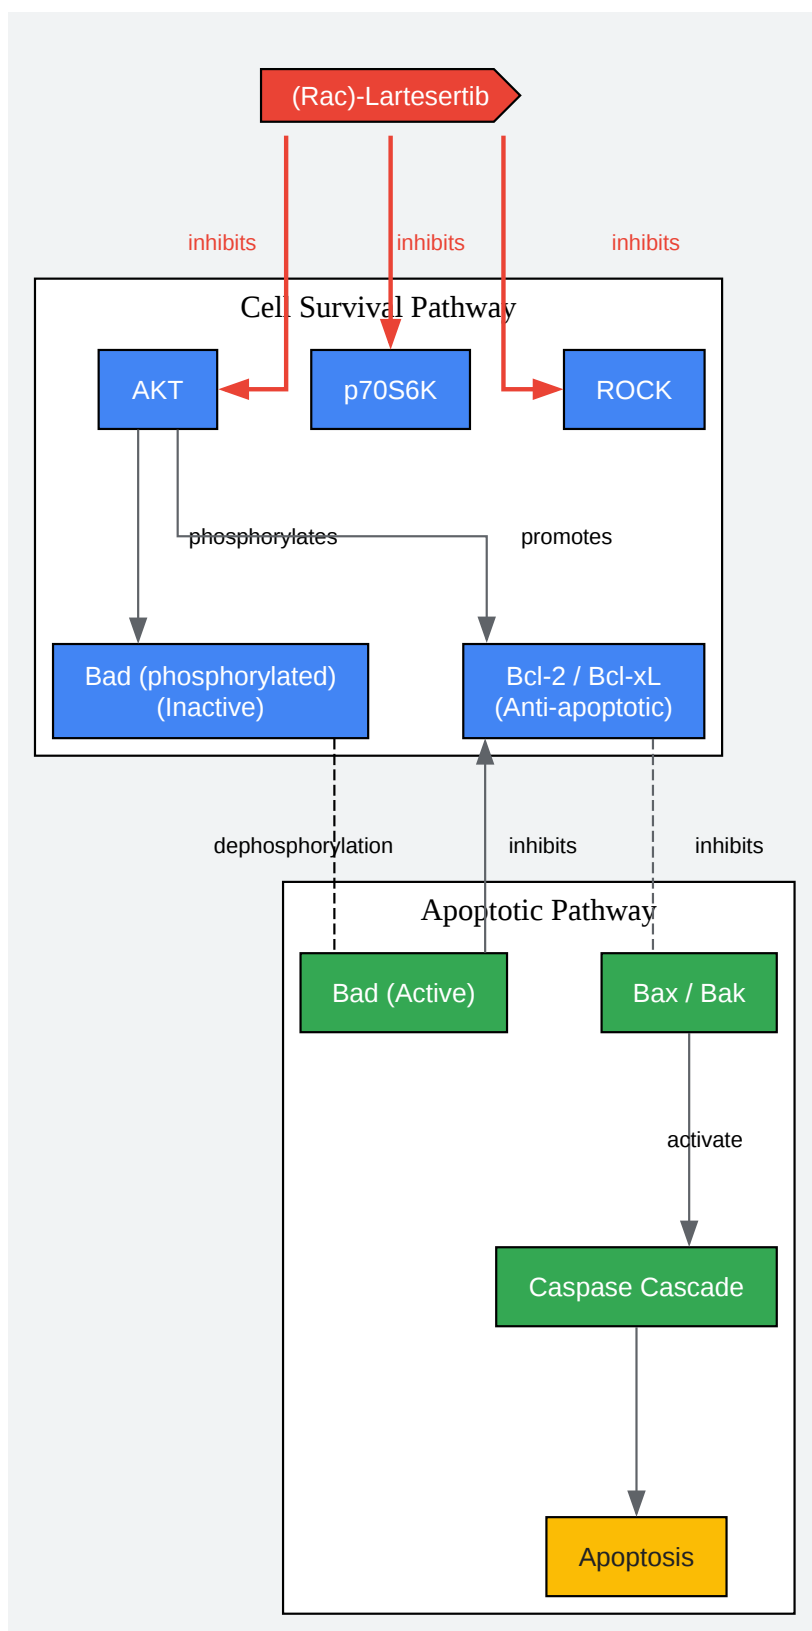 (Rac)-Lartesertib
inhibits
inhibits
inhibits
Cell Survival Pathway
AKT
p70S6K
ROCK
phosphorylates
promotes
Bad (phosphorylated)
(Inactive)
Bcl-2 / Bcl-xL
(Anti-apoptotic)
dephosphorylation
inhibits
inhibits
Apoptotic Pathway
Bad (Active)
Bax / Bak
activate
Caspase Cascade
Apoptosis